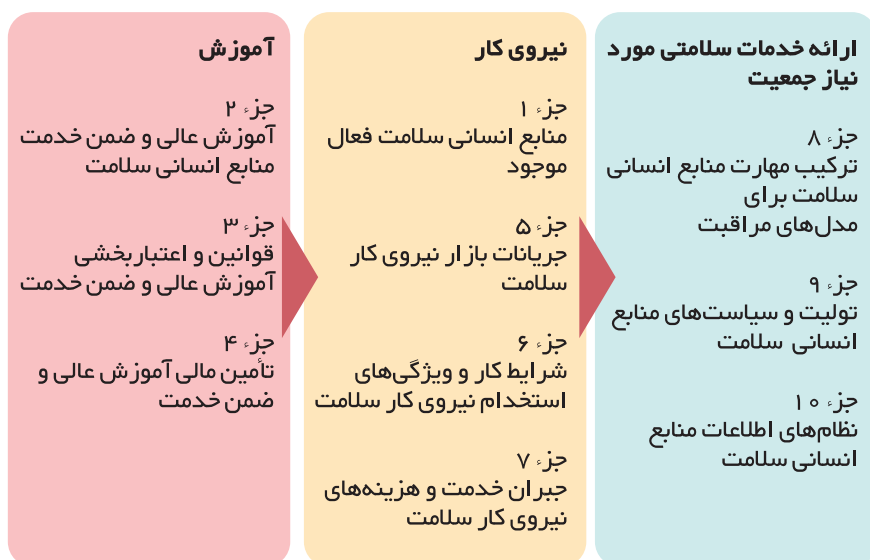 آموزش
جزء ۲
آموزش عالی و ضمن خدمت
منابع انسانی سلامت
جزء ۳
قوانین و اعتباربخشی
آموزش عالی و ضمن خدمت
جزء ۴
تأمین مالی آموزش عالی و
ضمن خدمت
نیروی کار
جزء ۱
منابع انسانی سلامت فعال
موجود
جزء ۵
جریانات بازار نیروی کار
سلامت
جزء ۶
شرایط کار و ویژگی‌های
استخدام نیروی کار سلامت
جزء ۷
جبران خدمت و هزینه‌های
نیروی کار سلامت
ارائه خدمات سلامتی مورد
نیاز جمعیت
جزء ۸
ترکیب مهارت منابع انسانی
سلامت برای
مدل‌های مراقبت
جزء ۹
تولیت و سیاست‌های منابع
انسانی سلامت
جزء ۱۰
نظام‌های اطلاعات منابع
انسانی سلامت